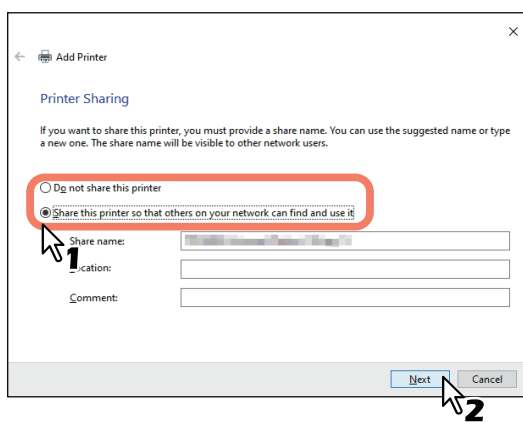 Add Printer
Printer Sharing
If you want to share this printer, you must provide a share name. You can use the suggested name or type
a new one. The share name will be visible to other network users.
Do not share this printer
Share this printer so that others on your network can find and use it
Share name:
1
Comment:
Next
Cancel
2